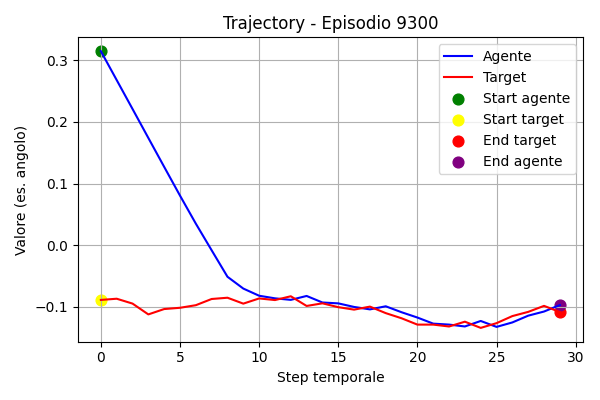 Trajectory - Episodio 9300
Valore (es. angolo)
0.3
0.2
0.1
0.0
−0.1
Agente
Target
Start agente
Start target
End target
End agente
0 5 10 15 20 25 30
Step temporale